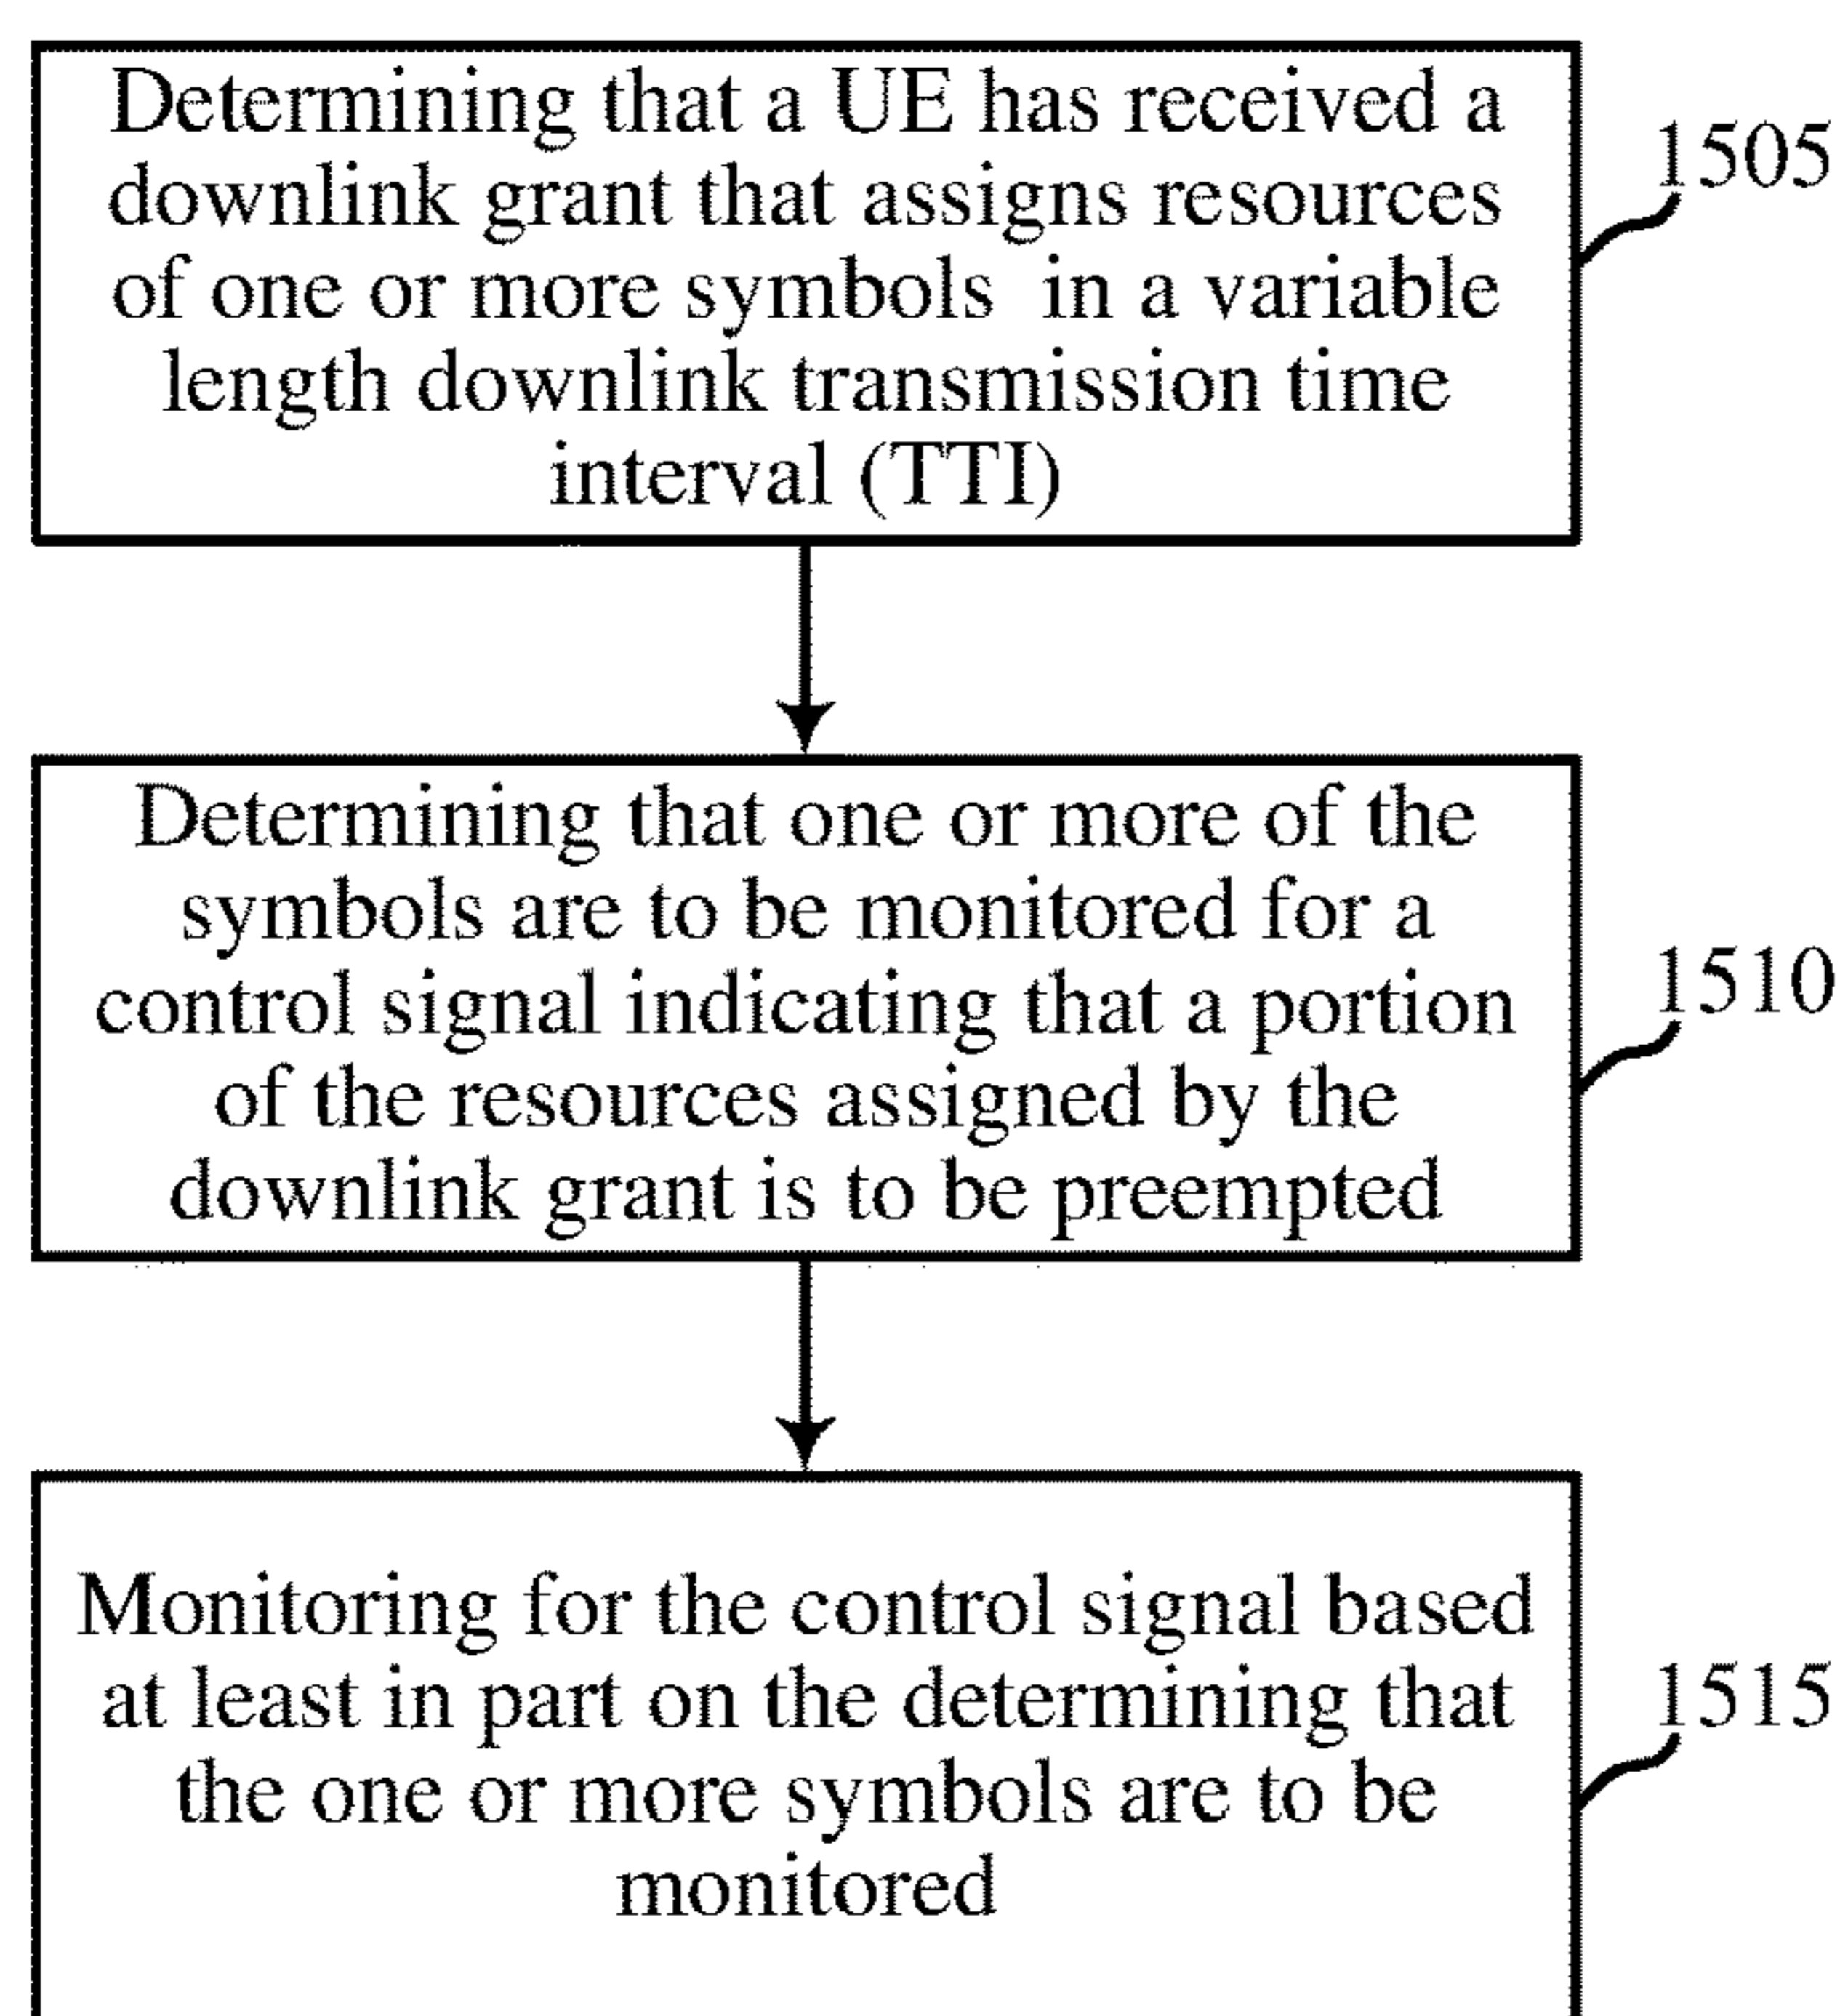 Determining that a UE has received a
downlink grant that assigns resources
of one or more symbols in a variable
length downlink transmission time
interval (TTI)
1505
Determining that one or more of the
symbols are to be monitored for a
control signal indicating that a portion
of the resources assigned by the
downlink grant is to be preempted
1510
Monitoring for the control signal based
at least in part on the determining that
the one or more symbols are to be
monitored
1515